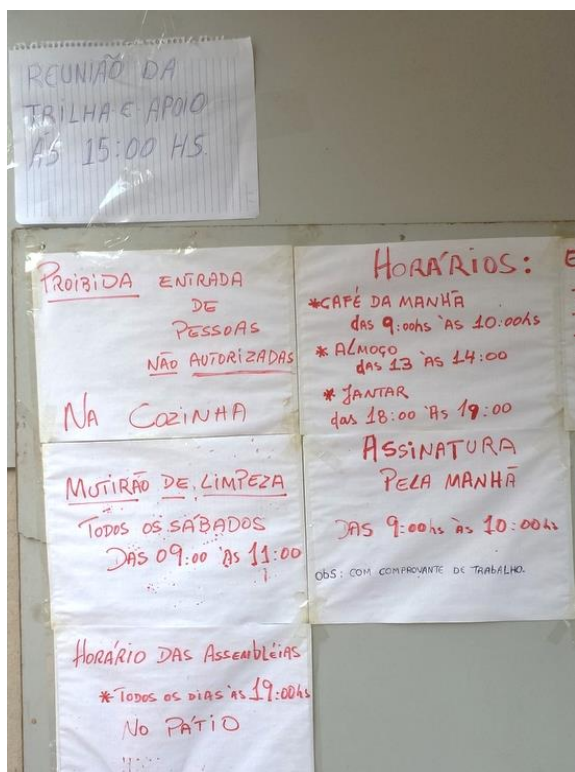 REUNIÃO DA
TRILHA E APOIO
ÀS 15:00 HS.
PROIBIDA ENTRADA
DE
PESSOAS
NÃO AUTORIZADAS
NA COZINHA
HORÁRIOS:
*CAFÉ DA MANHÃ
das 9:00hs às 10:00hs
* ALMOÇO
das 13 às 14:00
* JANTAR
das 18:00 às 19:00
MUTIRÃO DE LIMPEZA
TODOS OS SÁBADOS
DAS 09:00 às 11:00
ASSINATURA
PELA MANHÃ
DAS 9:00hs às 10:00hs
Obs: COM COMPROVANTE DE TRABALHO.
HORÁRIO DAS ASSEMBLÉIAS
* TODOS OS DIAS às 19:00hs
NO PÁTIO